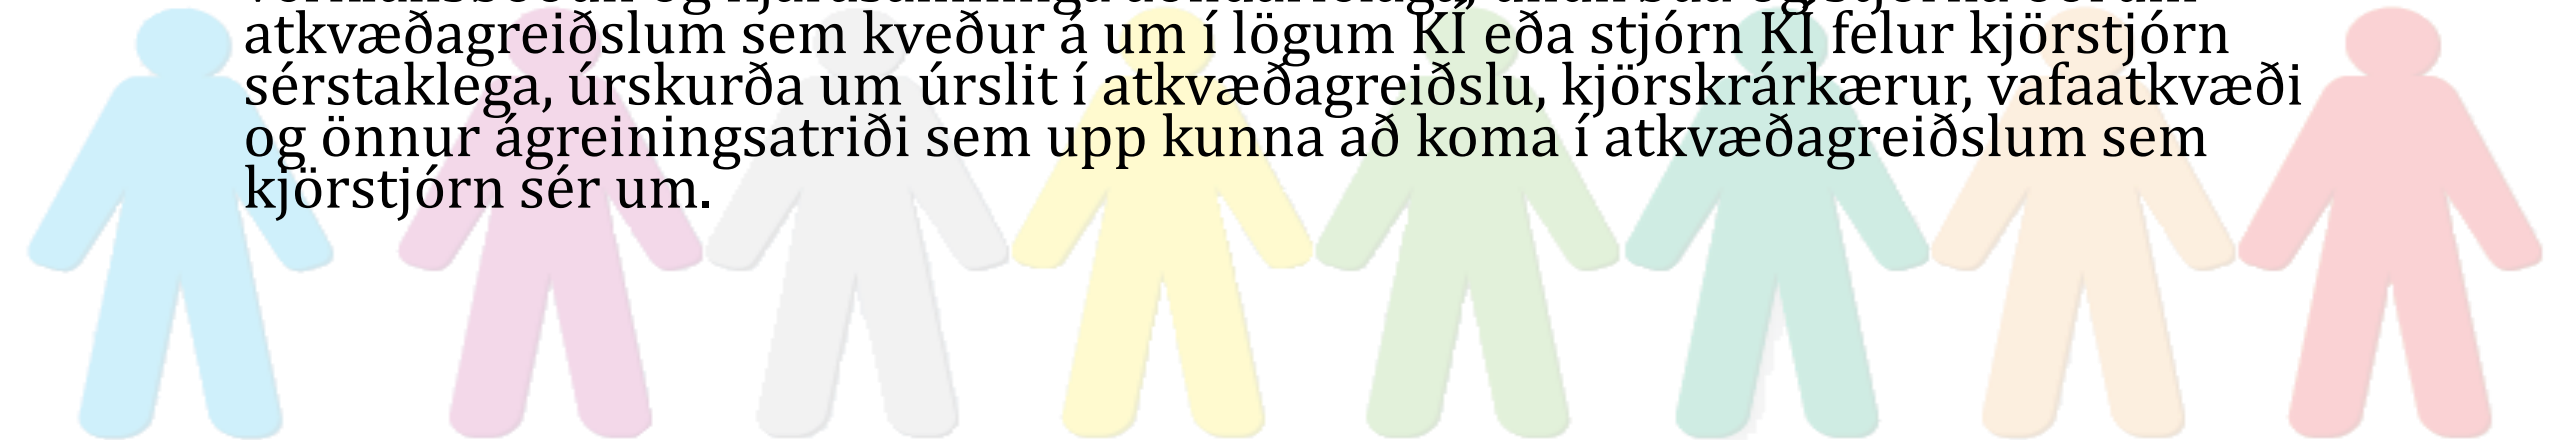 atkvæðagreiðslum sem kveður á um í lögum KÍ eða stjórn KÍ felur kjörstjórn
sérstaklega, úrskurða um úrslit í atkvæðagreiðslu, kjörskrárkærur, vafaatkvæði
og önnur ágreiningsatriði sem upp kunna að koma í atkvæðagreiðslum sem
kjörstjórn sér um.